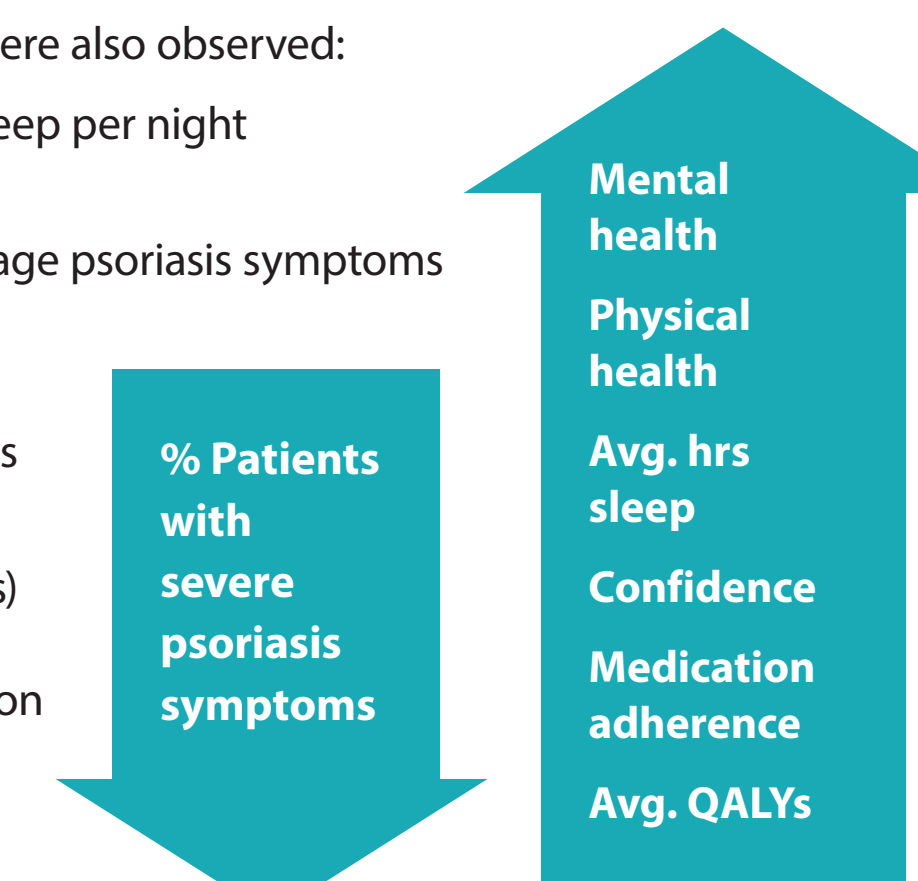 ere also observed:
eep per night
age psoriasis symptoms
s
s)
on
% Patients
with
severe
psoriasis
symptoms
Mental
health
Physical
health
Avg. hrs
sleep
Confidence
Medication
adherence
Avg. QALYs